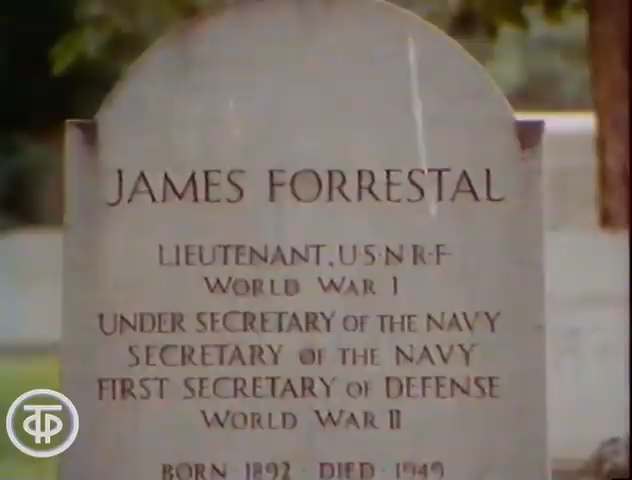 JAMES FORRESTAL
LIEUTENANT, U·S·N·R·F·
WORLD WAR I
UNDER SECRETARY OF THE NAVY
SECRETARY OF THE NAVY
FIRST SECRETARY OF DEFENSE
WORLD WAR II
BORN 1892 DIED 1949